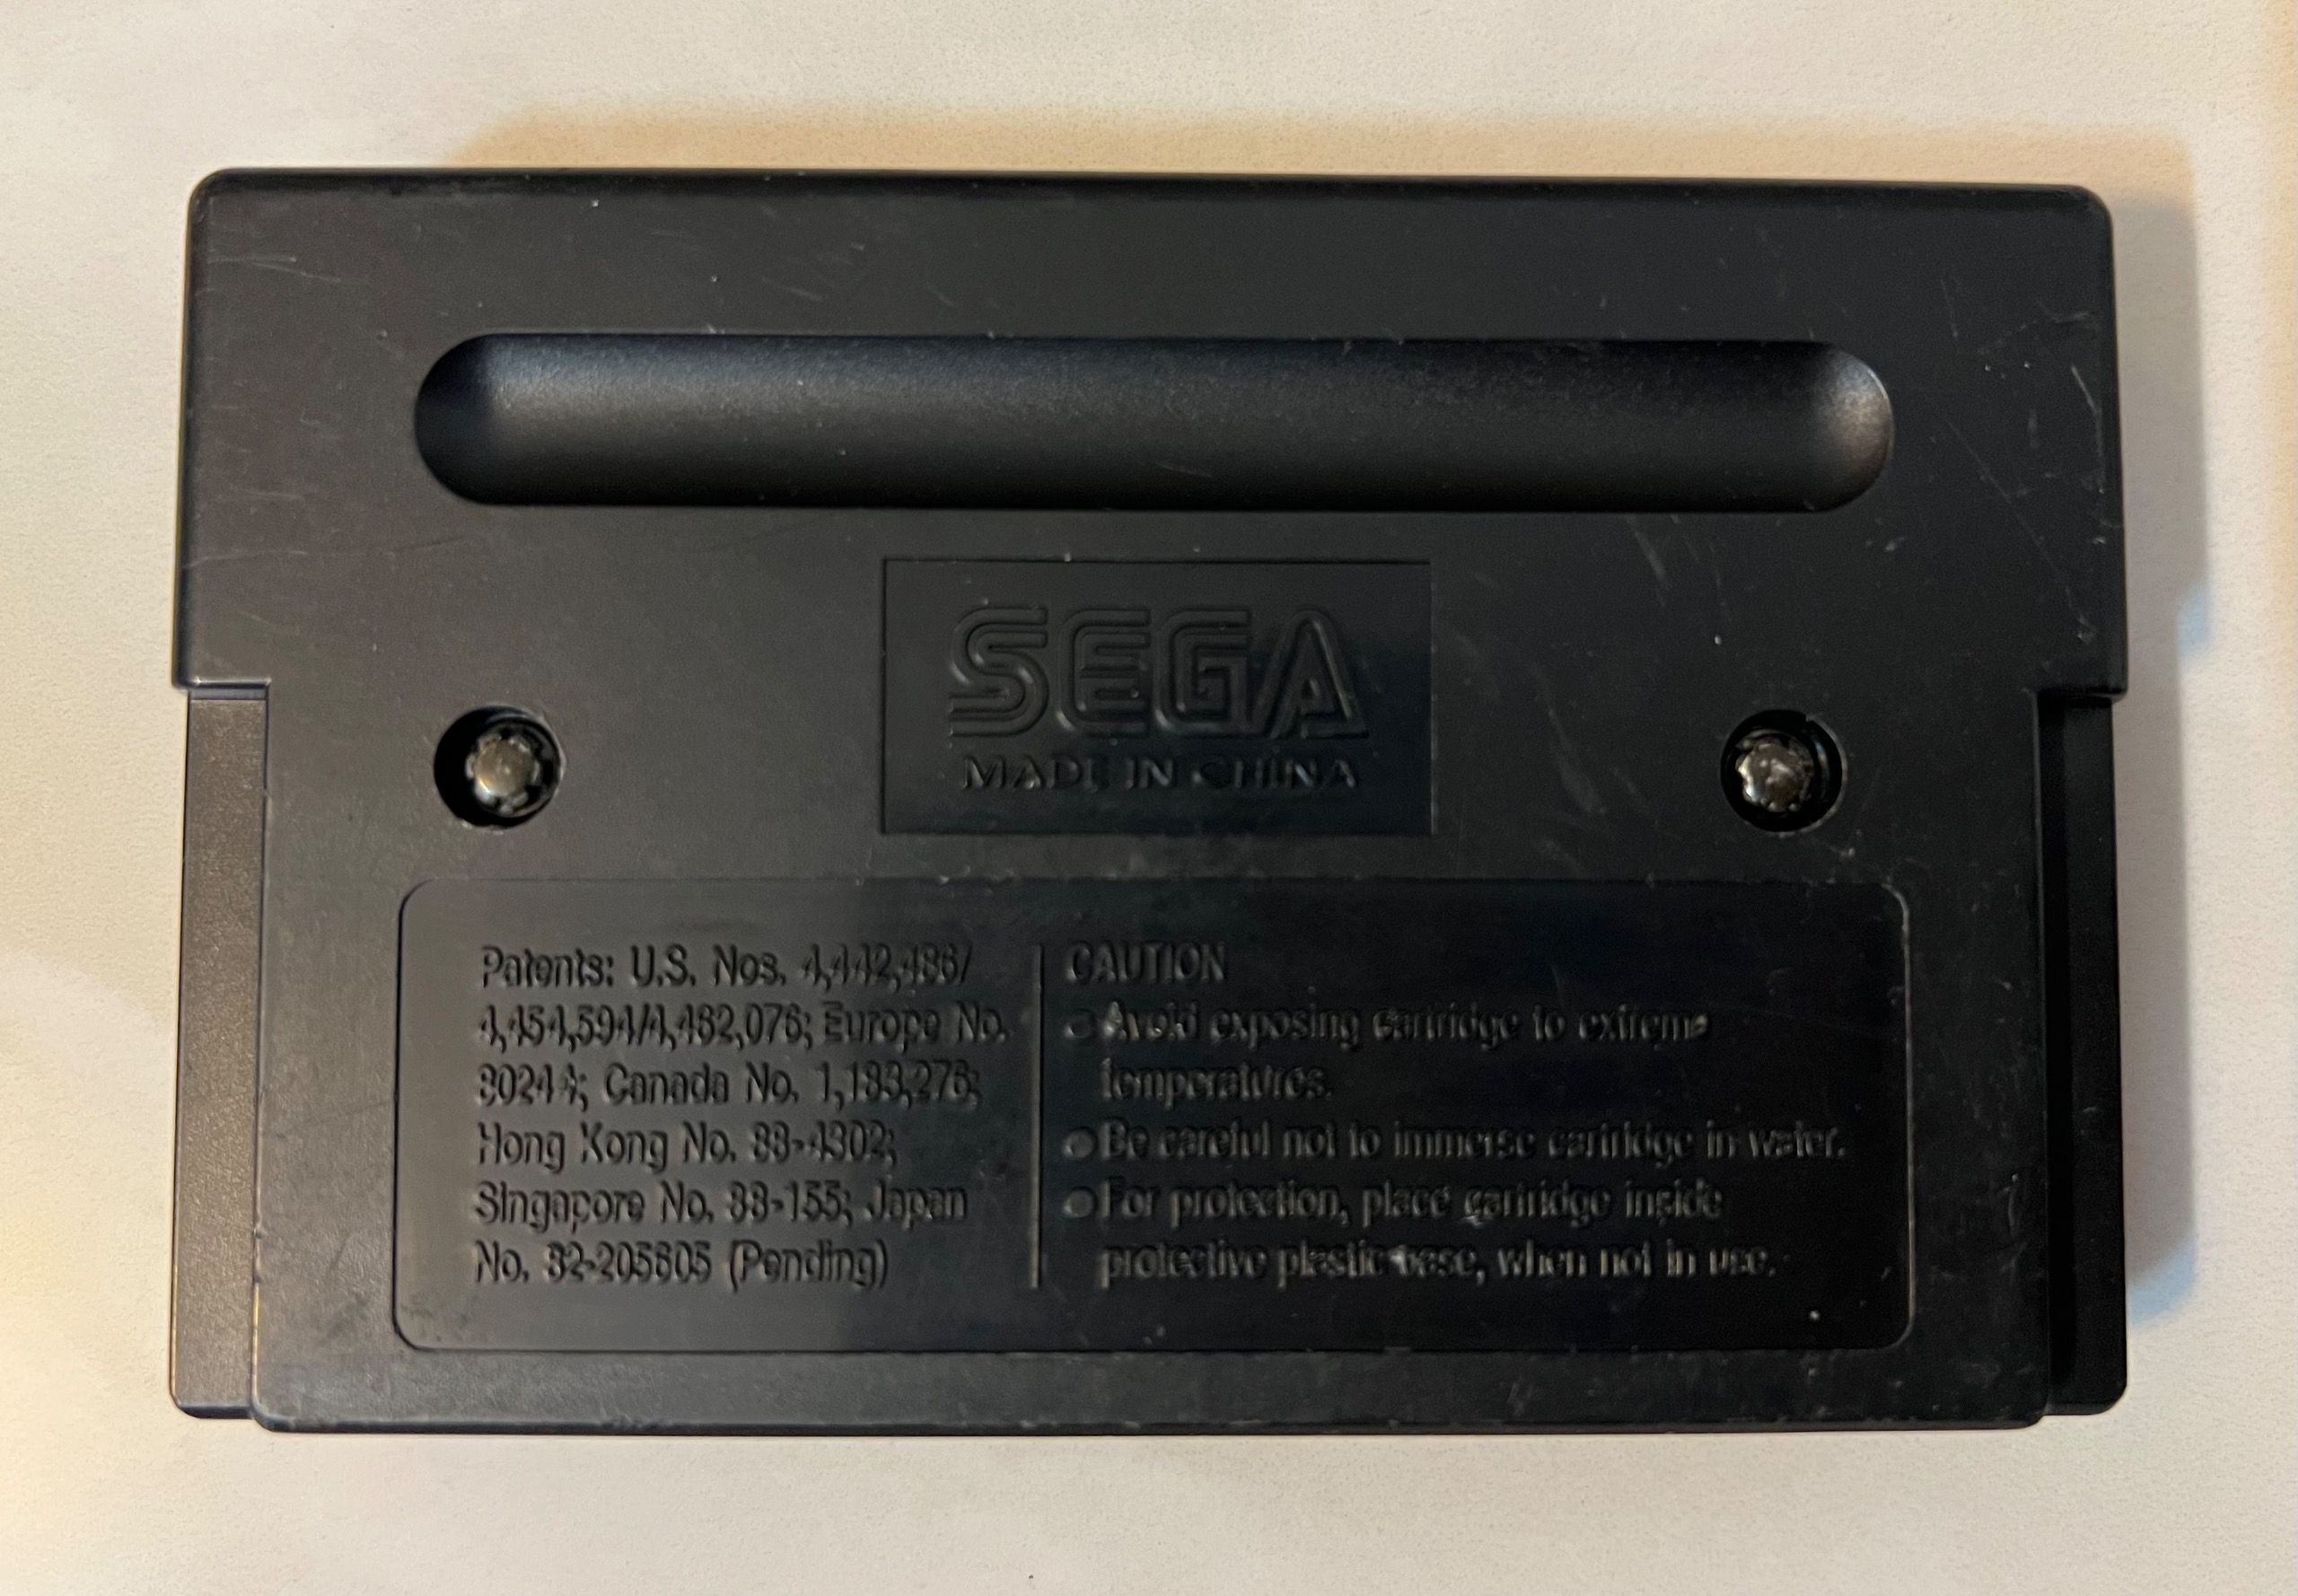 SEGA
MADE IN CHINA
Patents: U.S. Nos. 4,442,486/
4,454,594/4,462,076; Europe No.
80244; Canada No. 1,183,276;
Hong Kong No. 88-4302;
Singapore No. 88-155; Japan
No. 82-205605 (Pending)
CAUTION
● Avoid exposing cartridge to extreme
temperatures.
● Be careful not to immerse cartridge in water.
● For protection, place cartridge inside
protective plastic case, when not in use.